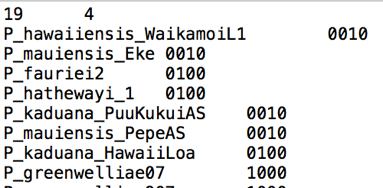 19 4
P_hawaiiensis_WaikamoiL1 0010
P_mauiensis_Eke 0010
P_fauriei2 0100
P_hathewayi_1 0100
P_kaduana_PuuKukuiAS 0010
P_mauiensis_PepeAS 0010
P_kaduana_HawaiiLoa 0100
P_greenwelliae07 1000